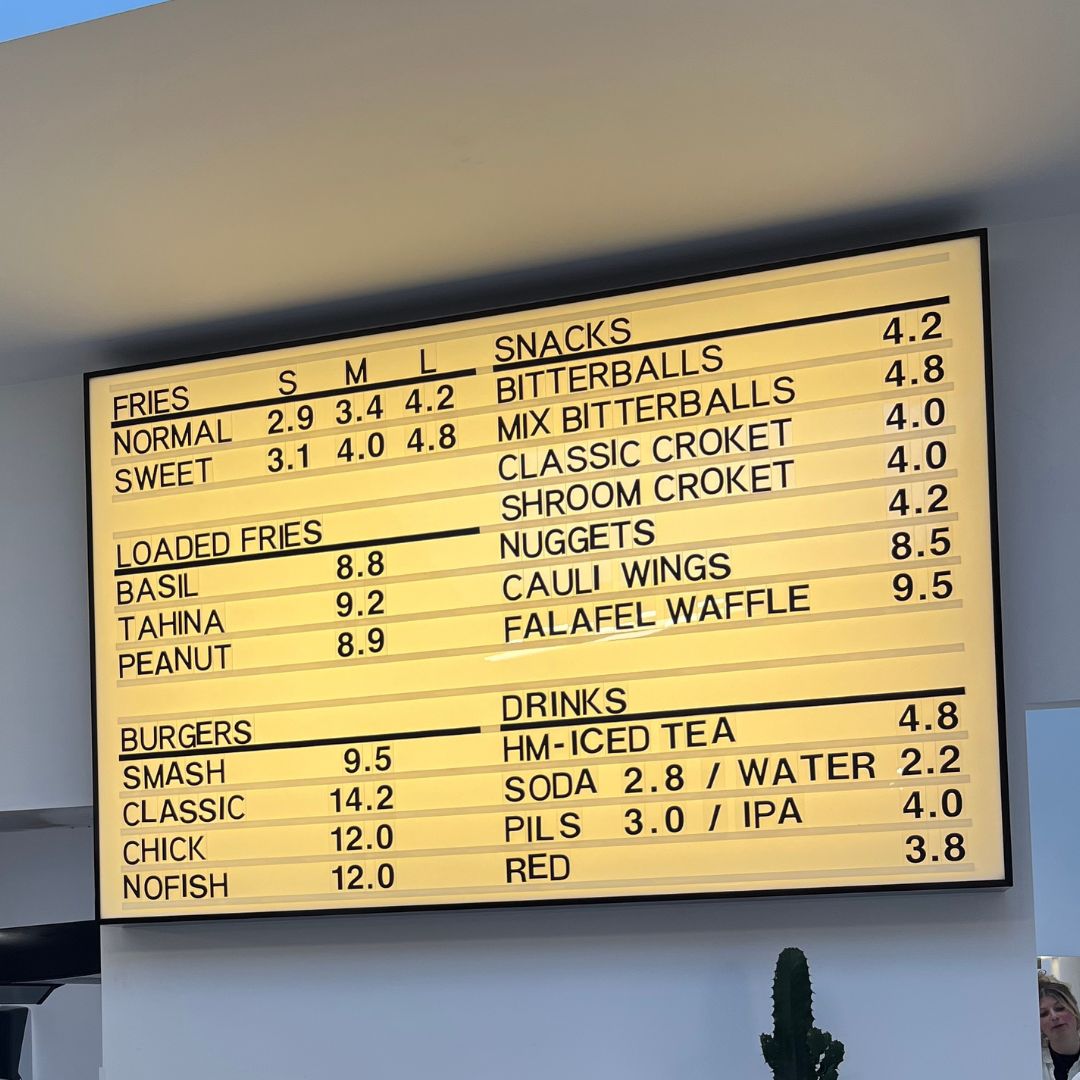 FRIES S M L
NORMAL 2.9 3.4 4.2
SWEET 3.1 4.0 4.8
LOADED FRIES
BASIL 8.8
TAHINA 9.2
PEANUT 8.9
BURGERS
SMASH 9.5
CLASSIC 14.2
CHICK 12.0
NOFISH 12.0
SNACKS
BITTERBALLS 4.2
MIX BITTERBALLS 4.8
CLASSIC CROKET 4.0
SHROOM CROKET 4.0
NUGGETS 4.2
CAULI WINGS 8.5
FALAFEL WAFFLE 9.5
DRINKS
HM-ICED TEA 4.8
SODA 2.8 / WATER 2.2
PILS 3.0 / IPA 4.0
RED 3.8